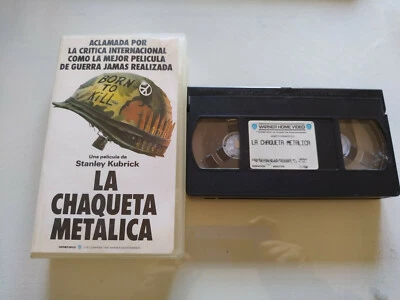 ACLAMADA POR
LA CRITICA INTERNACIONAL
COMO LA MEJOR PELICULA
DE GUERRA JAMAS REALIZADA
BORN
TO
KILL
Una película de
Stanley Kubrick
LA
CHAQUETA
METÁLICA
WARNER HOME VIDEO
LA CHAQUETA METALICA